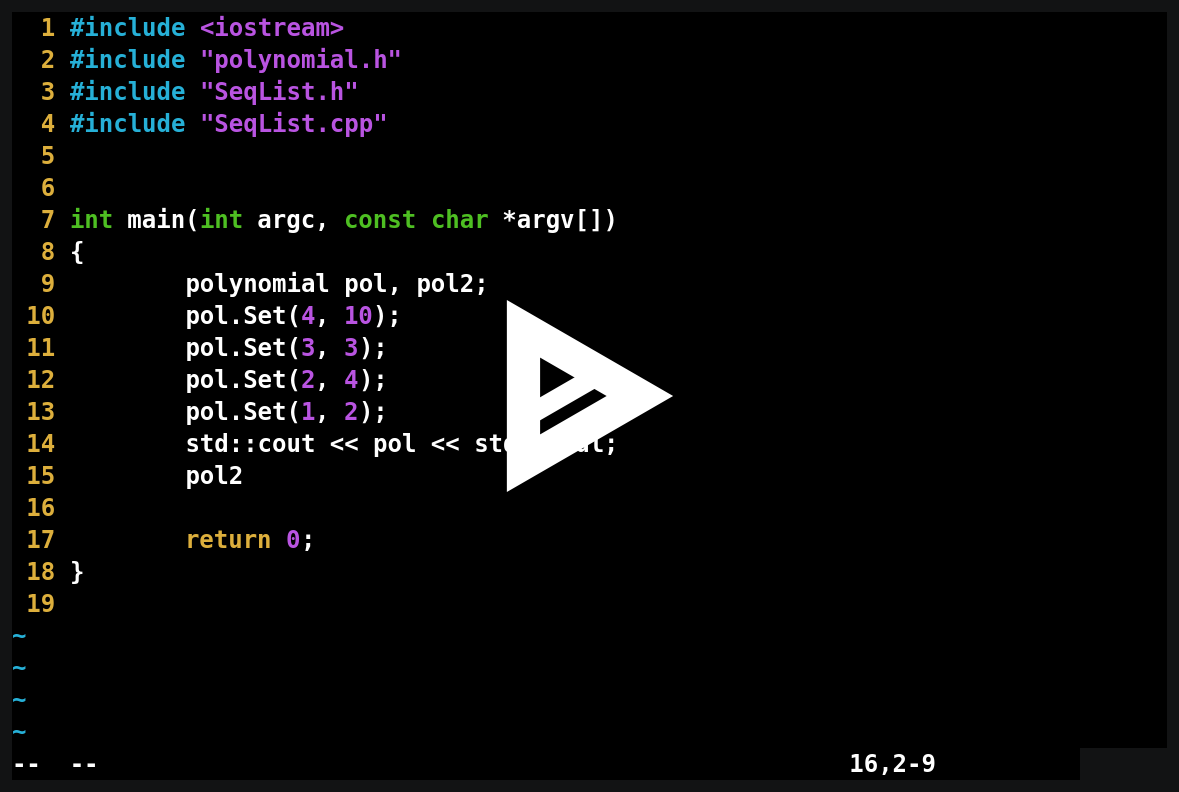 1 #include <iostream>
2 #include "polynomial.h"
3 #include "SeqList.h"
4 #include "SeqList.cpp"
5
6
7 int main(int argc, const char *argv[])
8 {
9         polynomial pol, pol2;
10         pol.Set(4, 10);
11         pol.Set(3, 3);
12         pol.Set(2, 4);
13         pol.Set(1, 2);
14         std::cout << pol <<
15         pol2
16
17         return 0;
18 }
19
~
~
~
~
--  --                                                    16,2-9